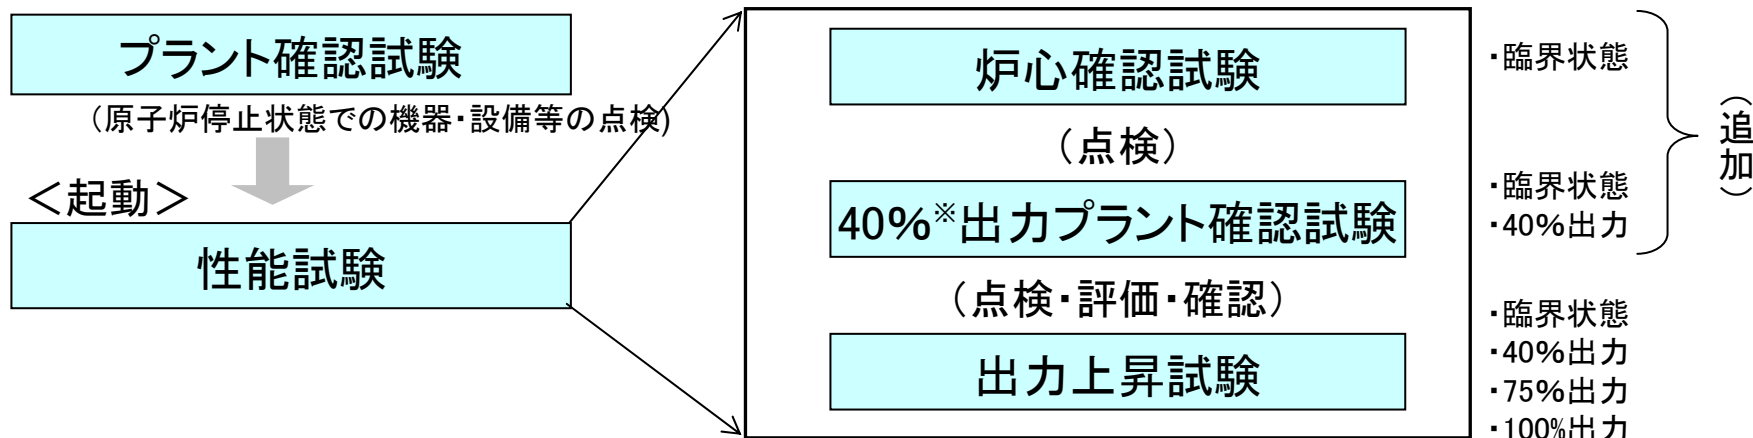 プラント確認試験
（原子炉停止状態での機器・設備等の点検）
＜起動＞
性能試験
炉心確認試験
（点検）
40%※出力プラント確認試験
（点検・評価・確認）
出力上昇試験
・臨界状態
・臨界状態
・40%出力
・臨界状態
・40%出力
・75%出力
・100%出力
（追加）